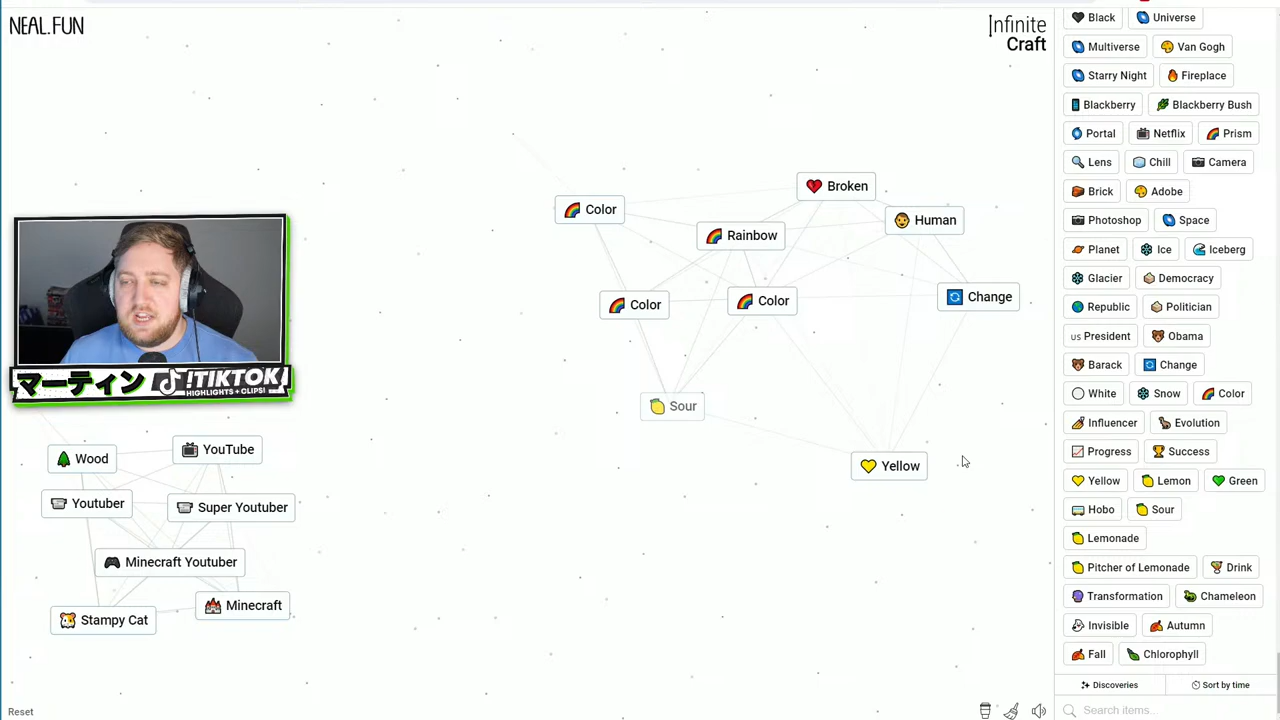 NEAL.FUN
Infinite
Craft
Color
Broken
Rainbow
Human
Color
Color
Change
Sour
Yellow
マーティン !TIKTOK
HIGHLIGHTS + CLIPS!
Wood
YouTube
Youtuber
Super Youtuber
Minecraft Youtuber
Stampy Cat
Minecraft
Reset
Black Universe
Multiverse Van Gogh
Starry Night Fireplace
Blackberry Blackberry Bush
Portal Netflix Prism
Lens Chill Camera
Brick Adobe
Photoshop Space
Planet Ice Iceberg
Glacier Democracy
Republic Politician
US President Obama
Barack Change
White Snow Color
Influencer Evolution
Progress Success
Yellow Lemon Green
Hobo Sour
Lemonade
Pitcher of Lemonade Drink
Transformation Chameleon
Invisible Autumn
Fall Chlorophyll
Discoveries Sort by time
Search items...